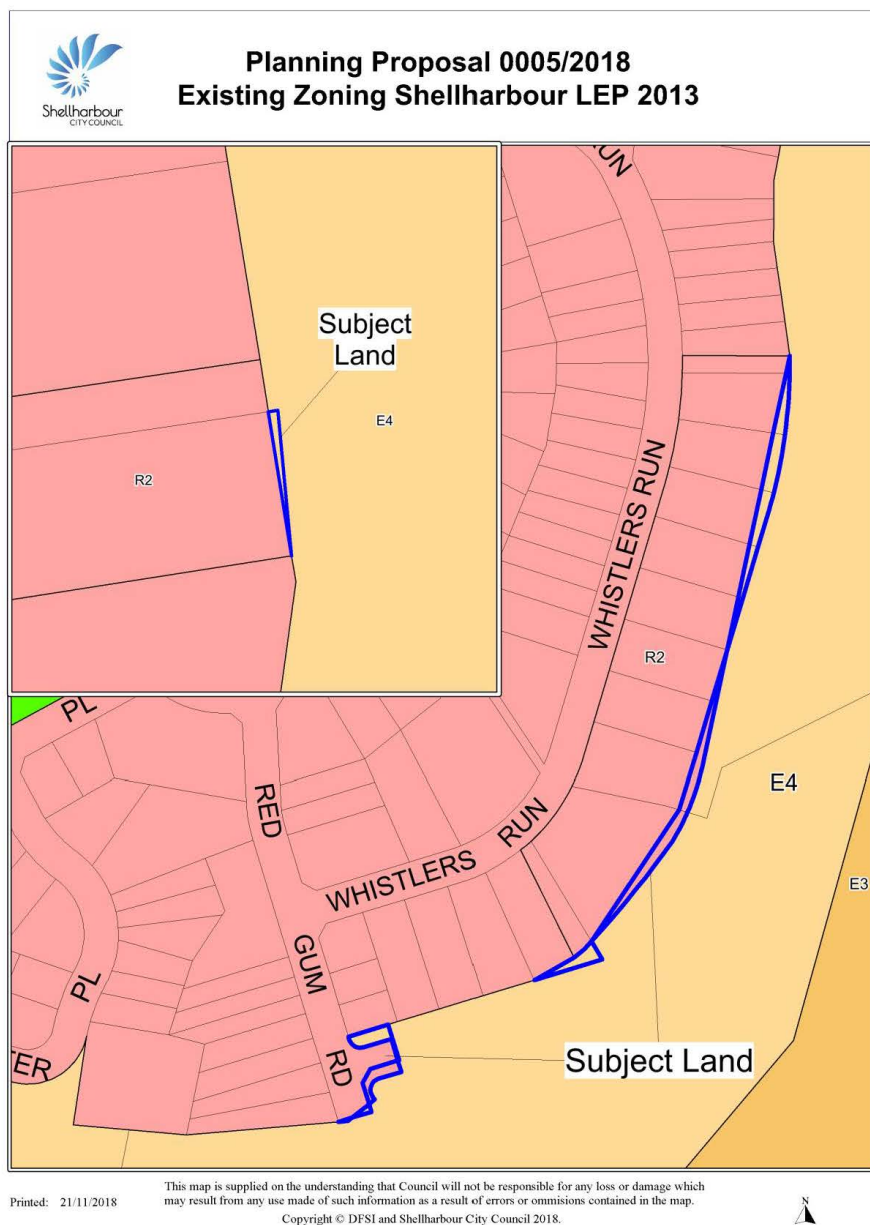 Shellharbour
CITY COUNCIL
Planning Proposal 0005/2018
Existing Zoning Shellharbour LEP 2013
Subject
Land
E4
R2
UN
WHISTLERS RUN
R2
PL
RED
GUM
RD
WHISTLERS
RUN
E4
E3
PL
TER
Subject Land
Printed: 21/11/2018
This map is supplied on the understanding that Council will not be responsible for any loss or damage which
may result from any use made of such information as a result of errors or ommisions contained in the map.
Copyright © DFSI and Shellharbour City Council 2018.
N